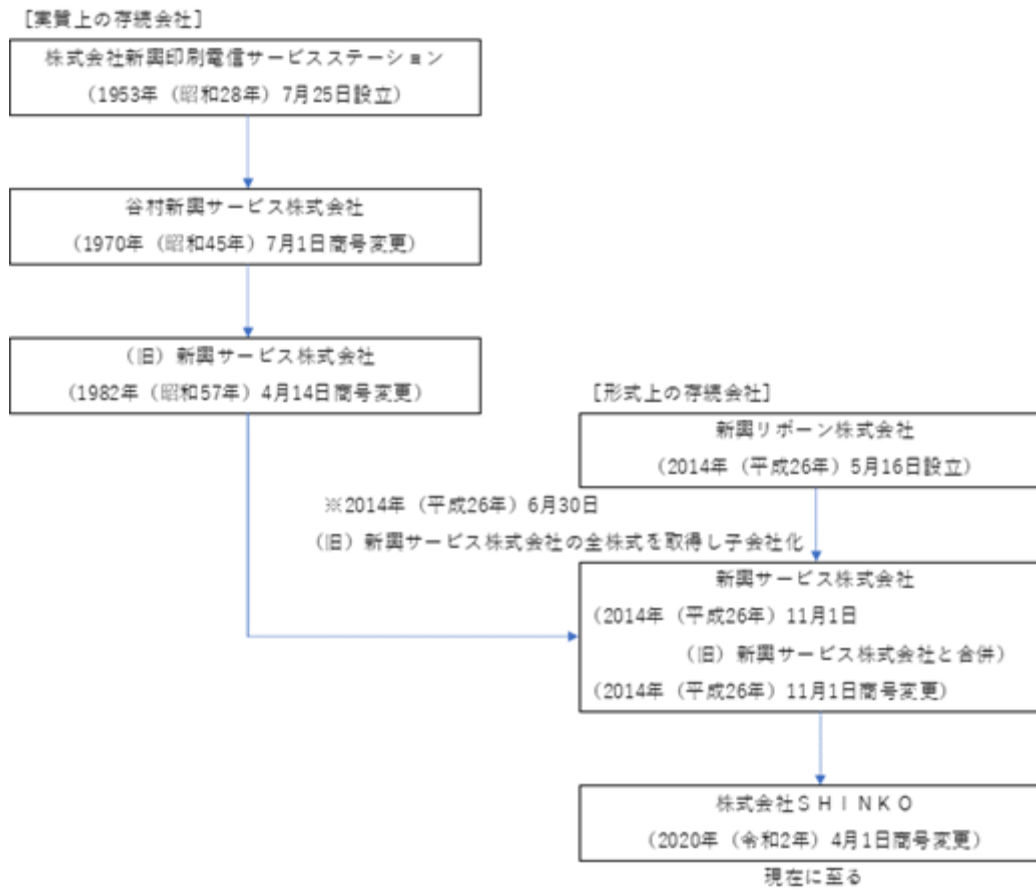 [実質上の存続会社]
株式会社新興印刷電信サービスステーション
(1953年（昭和28年）7月25日設立)
谷村新興サービス株式会社
(1970年（昭和45年）7月1日商号変更)
(旧）新興サービス株式会社
(1982年（昭和57年）4月14日商号変更)
[形式上の存続会社]
新興リボーン株式会社
(2014年（平成26年）5月16日設立)
※2014年（平成26年）6月30日
(旧）新興サービス株式会社の全株式を取得し子会社化
新興サービス株式会社
(2014年（平成26年）11月1日
(旧）新興サービス株式会社と合併)
(2014年（平成26年）11月1日商号変更)
株式会社ＳＨＩＮＫＯ
(2020年（令和2年）4月1日商号変更)
現在に至る